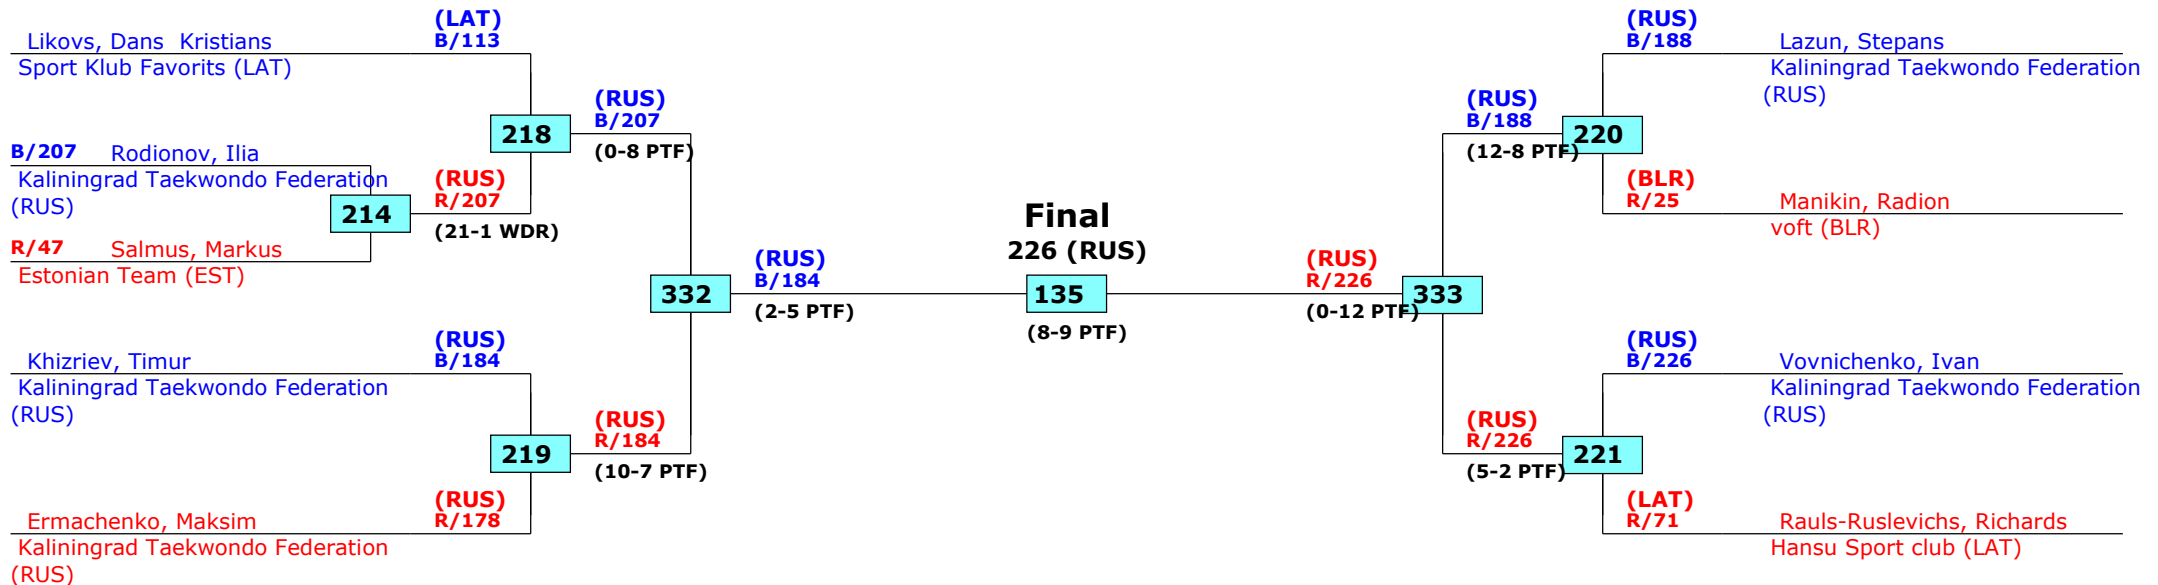 (LAT)
B/113
Likovs, Dans  Kristians
Sport Klub Favorits (LAT)
B/207
Rodionov, Ilia
Kaliningrad Taekwondo Federation
(RUS)
R/47
Salmus, Markus
Estonian Team (EST)
214
(RUS)
R/207
(21-1 WDR)
218
(RUS)
B/207
(0-8 PTF)
(RUS)
B/184
Khizriev, Timur
Kaliningrad Taekwondo Federation
(RUS)
(RUS)
R/178
Ermachenko, Maksim
Kaliningrad Taekwondo Federation
(RUS)
219
(RUS)
R/184
(10-7 PTF)
332
(RUS)
B/184
(2-5 PTF)
Final
226 (RUS)
135
(8-9 PTF)
(RUS)
R/226
(0-12 PTF)
333
(RUS)
B/188
(12-8 PTF)
220
(RUS)
B/188
Lazun, Stepans
Kaliningrad Taekwondo Federation
(RUS)
(BLR)
R/25
Manikin, Radion
voft (BLR)
(RUS)
R/226
(5-2 PTF)
221
(RUS)
B/226
Vovnichenko, Ivan
Kaliningrad Taekwondo Federation
(RUS)
(LAT)
R/71
Rauls-Ruslevichs, Richards
Hansu Sport club (LAT)